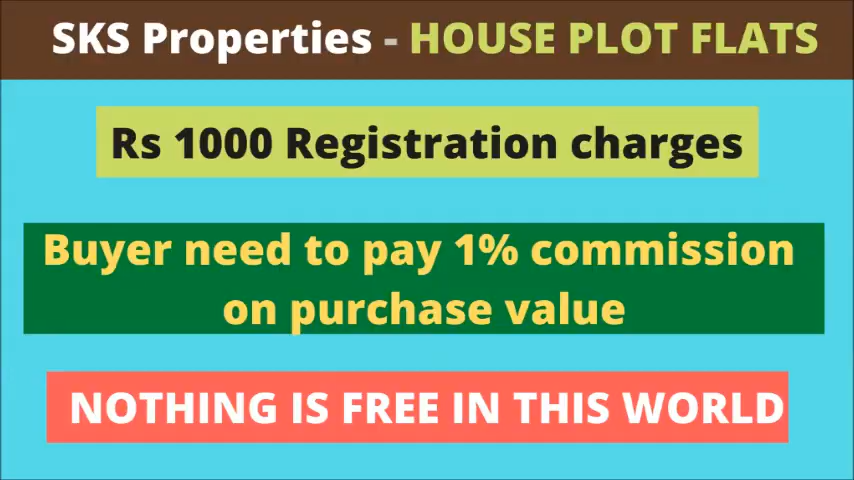 SKS Properties - HOUSE PLOT FLATS
Rs 1000 Registration charges
Buyer need to pay 1% commission
on purchase value
NOTHING IS FREE IN THIS WORLD